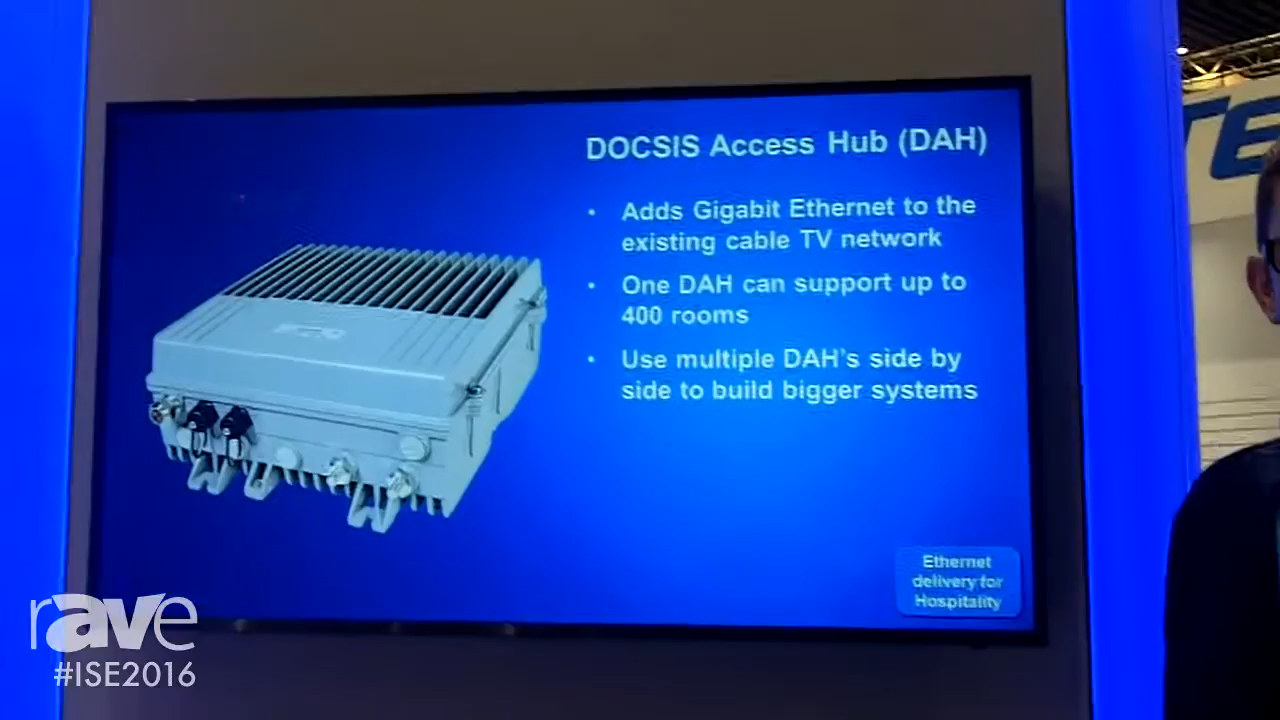 DOCSIS Access Hub (DAH)
• Adds Gigabit Ethernet to the
existing cable TV network
• One DAH can support up to
400 rooms
• Use multiple DAH's side by
side to build bigger systems
Ethernet
delivery for
Hospitality
TE
rave
#ISE2016